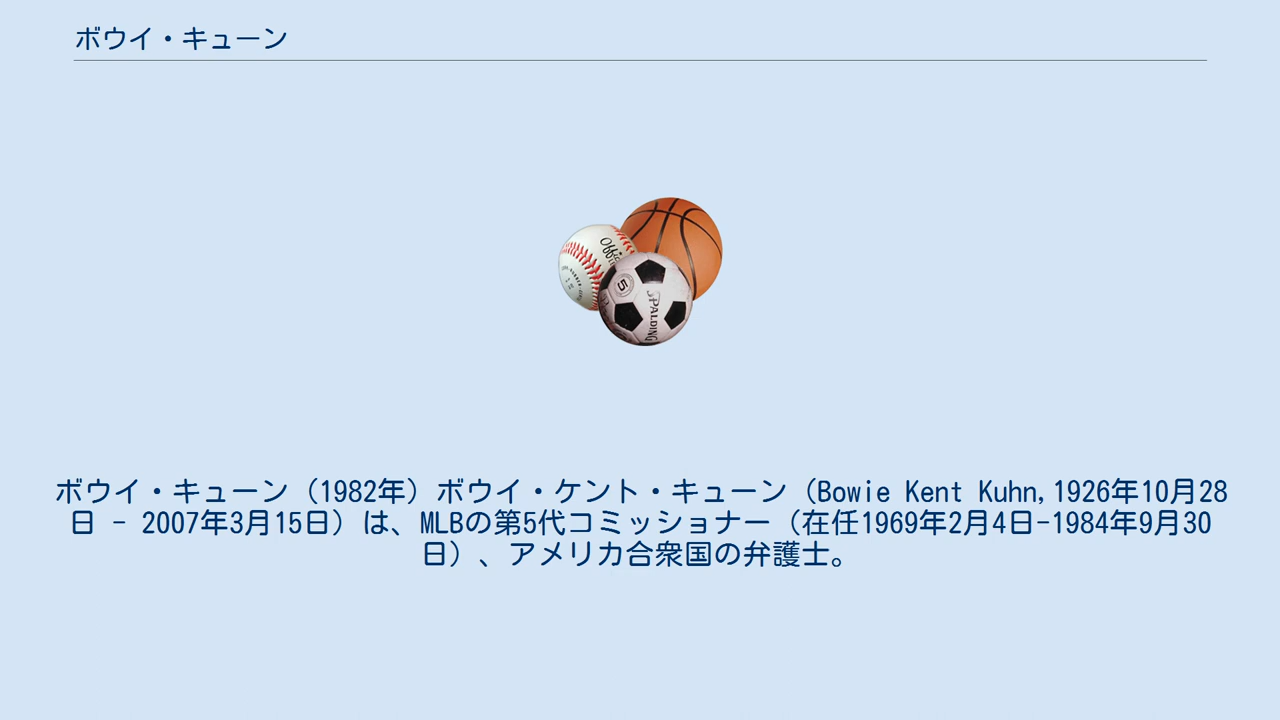 ボウイ・キューン
Offic
5
SPALDING
ボウイ・キューン（1982年）ボウイ・ケント・キューン（Bowie Kent Kuhn,1926年10月28
日 - 2007年3月15日）は、MLBの第5代コミッショナー（在任1969年2月4日-1984年9月30
日）、アメリカ合衆国の弁護士。